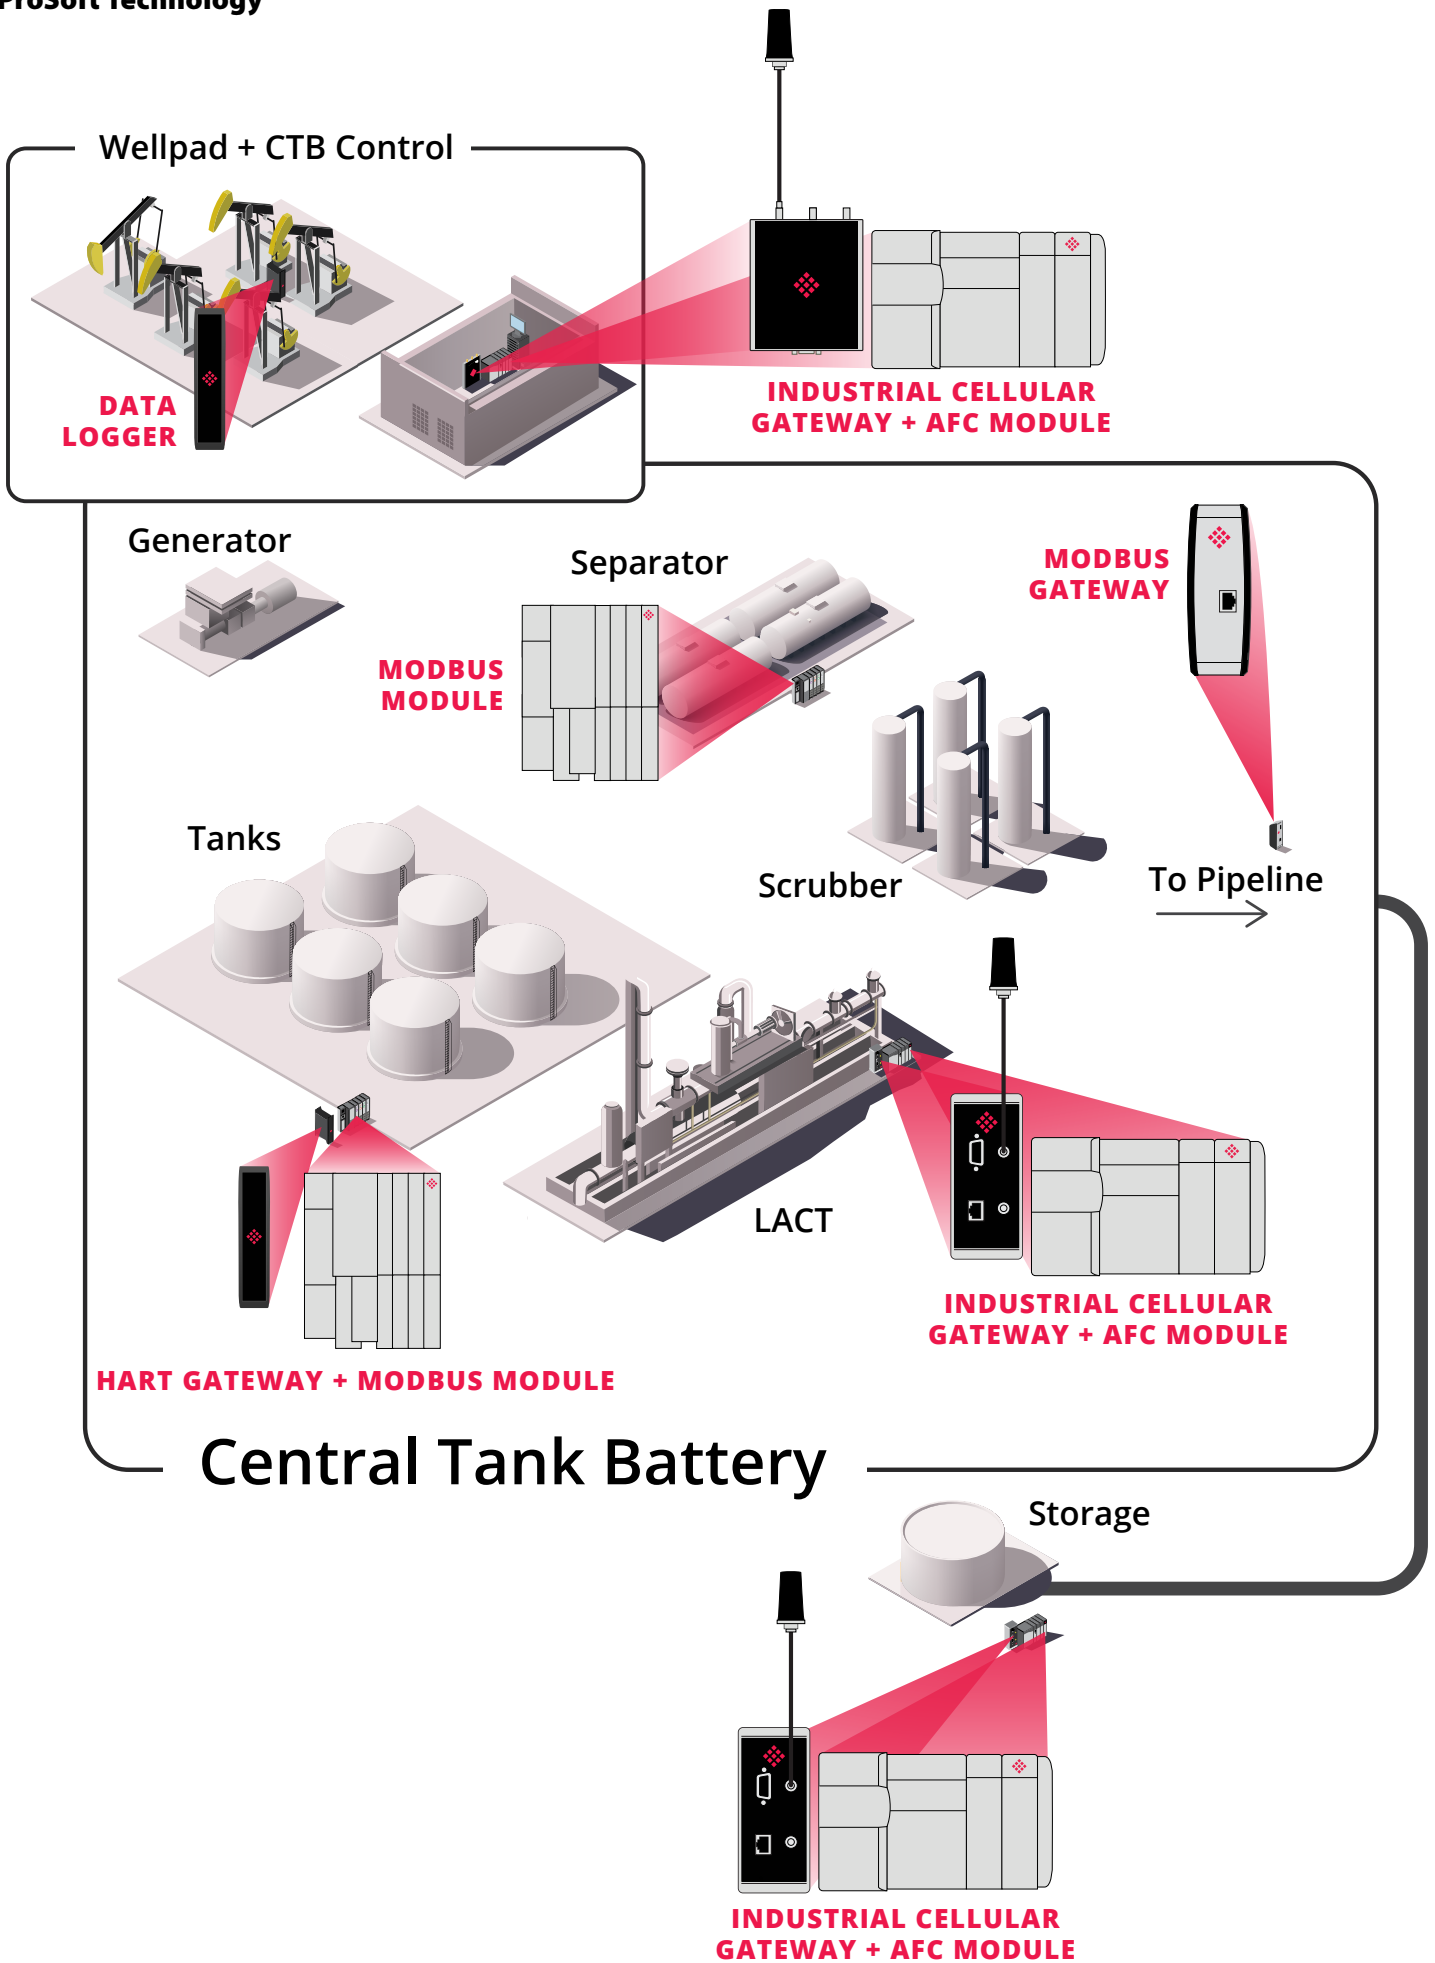 ProSoft Technology
Wellpad + CTB Control
DATA
LOGGER
INDUSTRIAL CELLULAR
GATEWAY + AFC MODULE
Generator
Separator
MODBUS
MODULE
MODBUS
GATEWAY
Tanks
Scrubber
To Pipeline
LACT
HART GATEWAY + MODBUS MODULE
INDUSTRIAL CELLULAR
GATEWAY + AFC MODULE
Central Tank Battery
Storage
INDUSTRIAL CELLULAR
GATEWAY + AFC MODULE